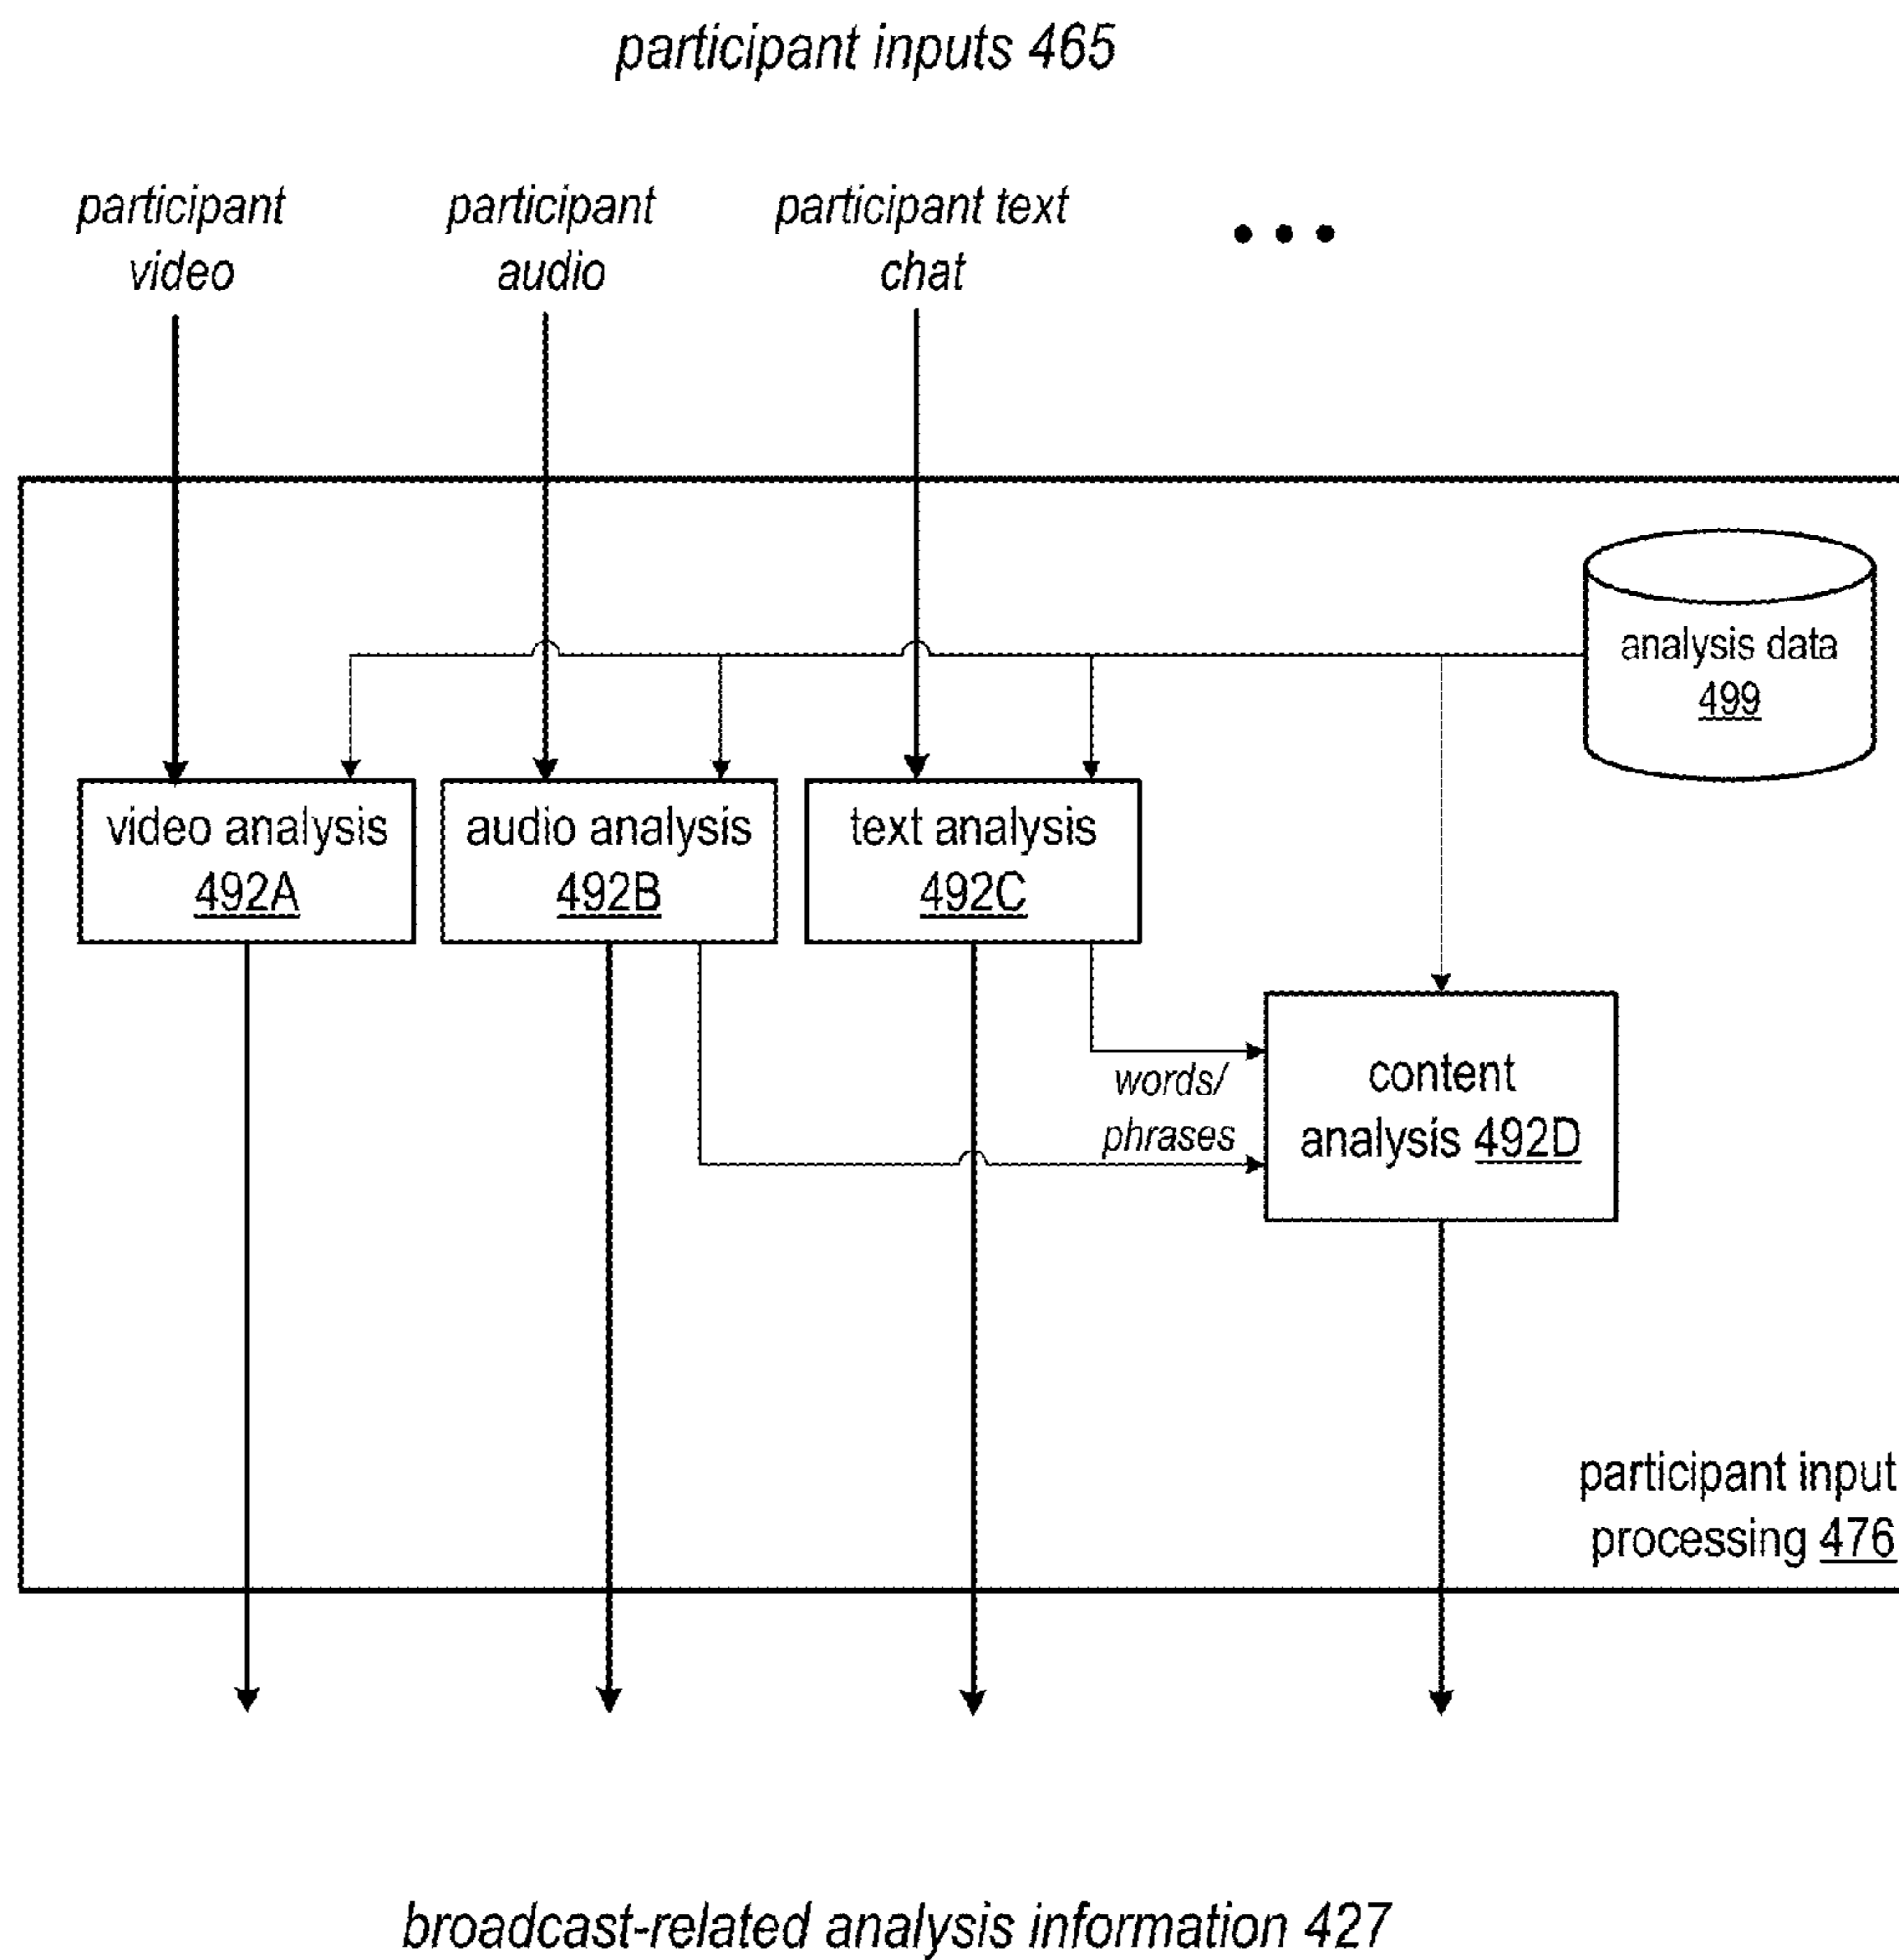 participant inputs 465
participant
video
participant
audio
participant text
chat
• • •
analysis data
499
video analysis
492A
audio analysis
492B
text analysis
492C
words/
phrases
content
analysis 492D
participant input
processing 476
broadcast-related analysis information 427